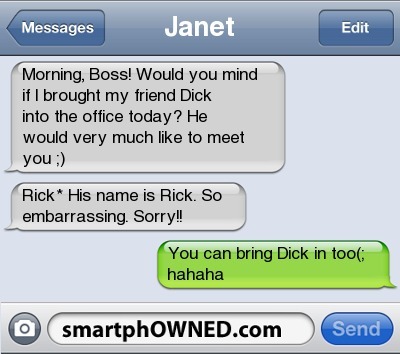 Messages
Janet
Edit
Morning, Boss! Would you mind
if I brought my friend Dick
into the office today? He
would very much like to meet
you ;)
Rick* His name is Rick. So
embarrassing. Sorry!!
You can bring Dick in too(;
hahaha
smartphOWNED.com
Send